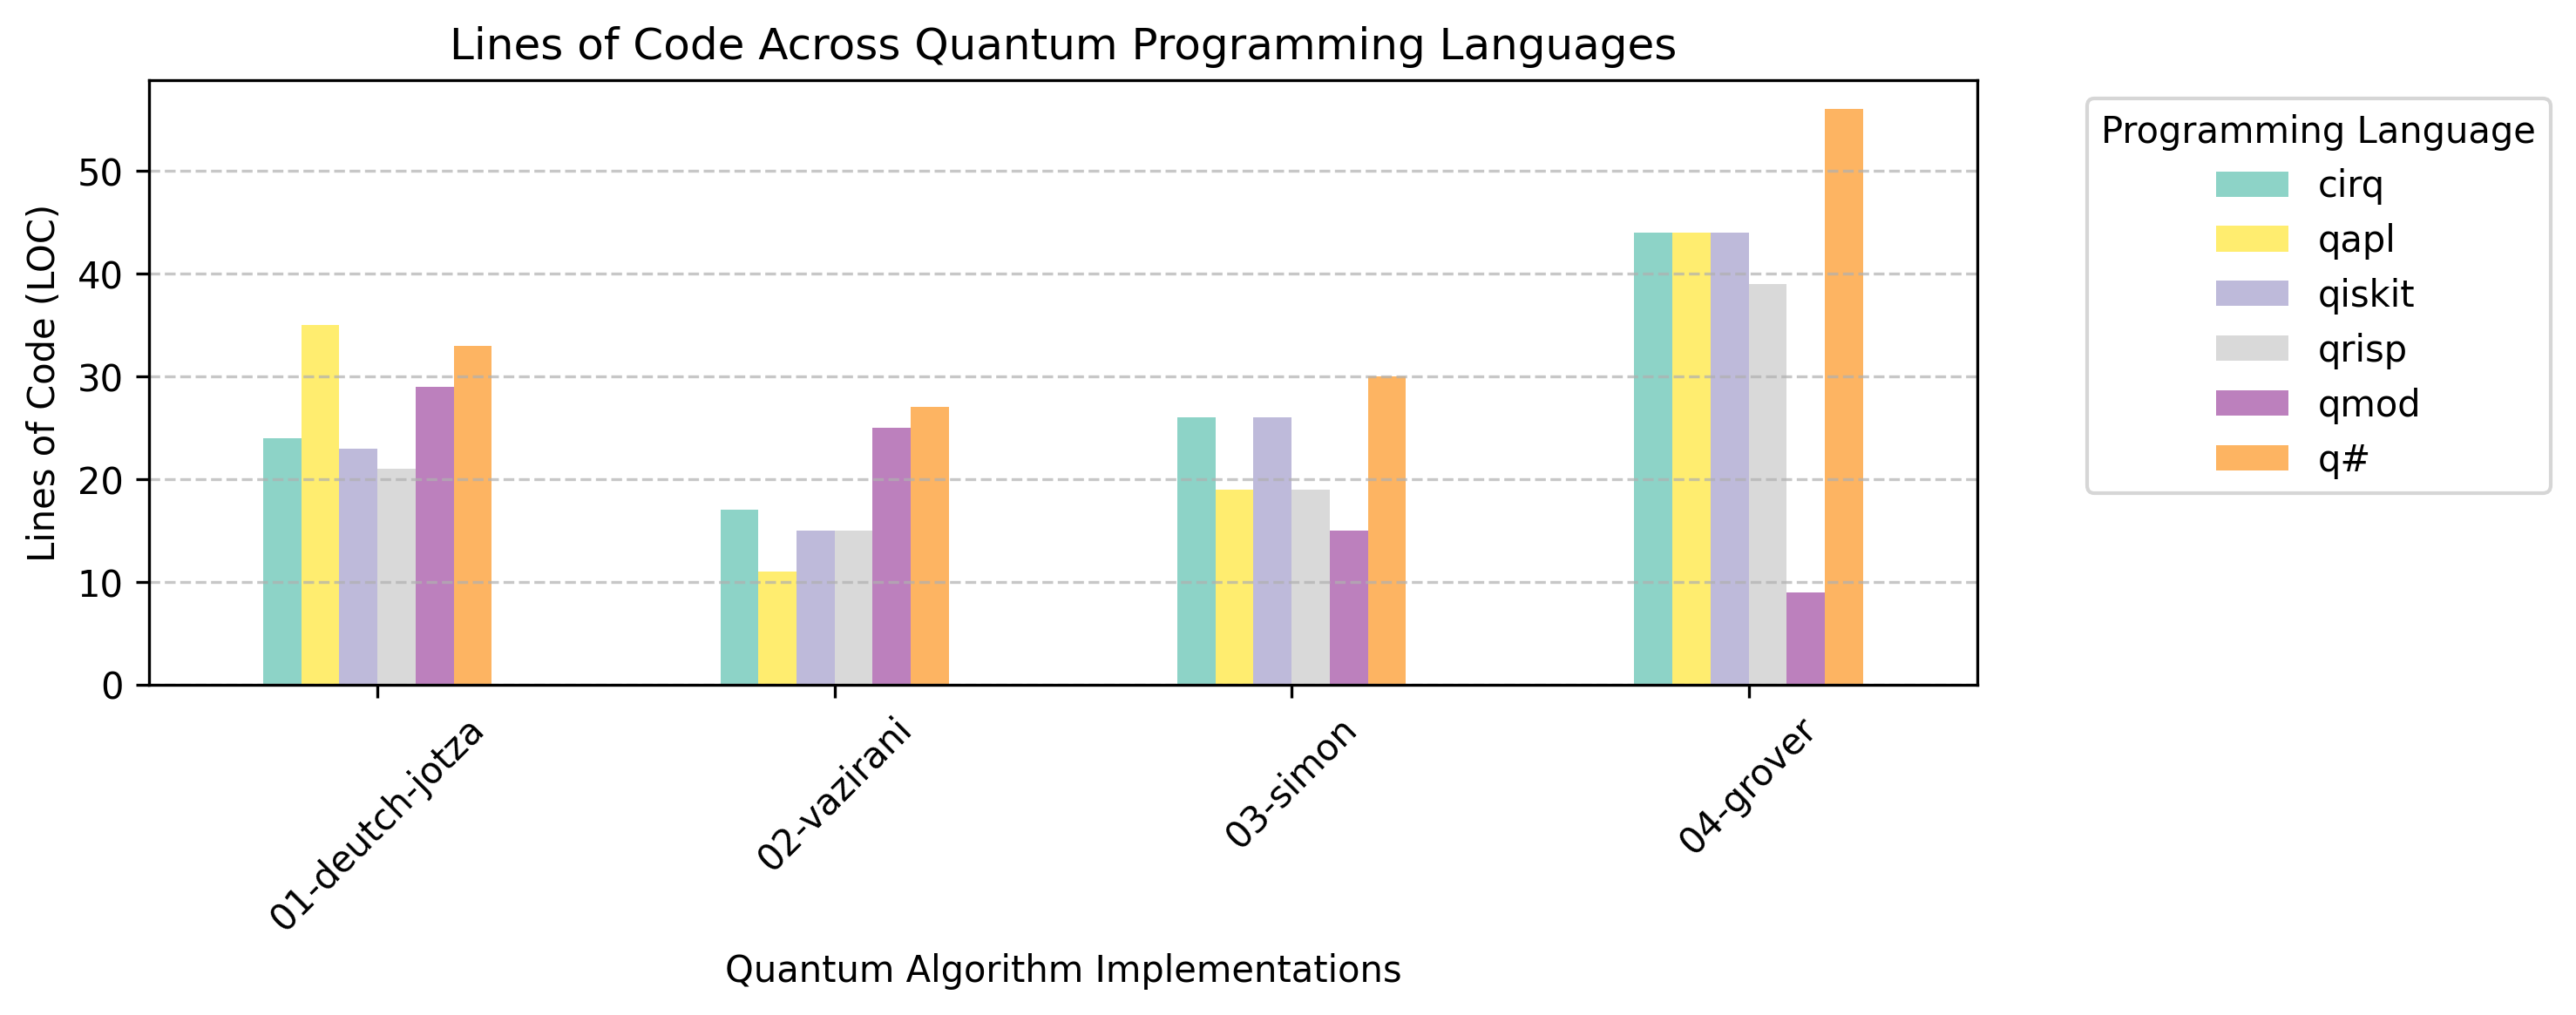 Lines of Code Across Quantum Programming Languages
Lines of Code (LOC)
50
40
30
20
10
0
01-deutch-jotza
02-vazirani
03-simon
04-grover
Quantum Algorithm Implementations
Programming Language
cirq
qapl
qiskit
qrisp
qmod
q#